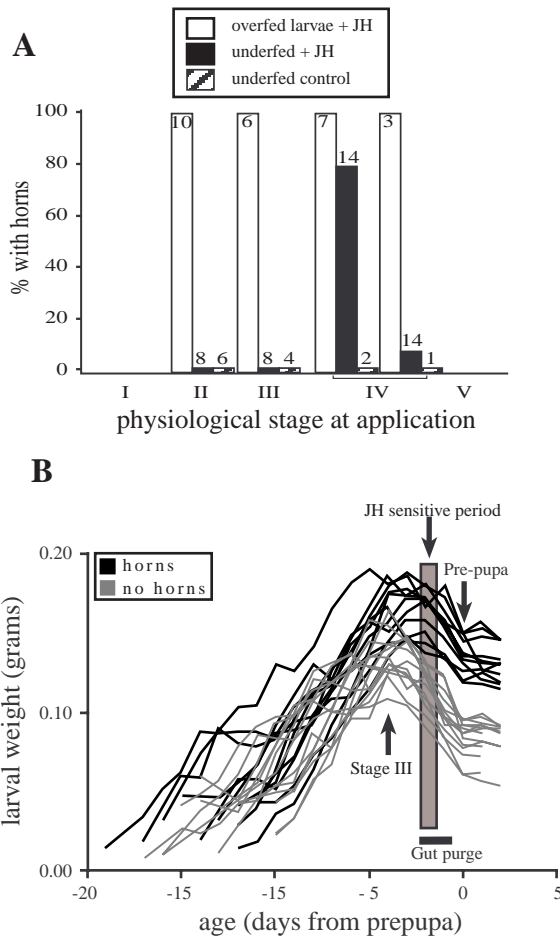 A
overfed larvae + JH
underfed + JH
underfed control
% with horns
100
80
60
40
20
0
10
8
6
6
8
4
7
14
2
3
14
1
I II III IV V
physiological stage at application
B
JH sensitive period
horns
no horns
Pre-pupa
Stage III
Gut purge
larval weight (grams)
0.20
0.10
0.00
-20 -15 -15 - 5 0 5
age (days from prepupa)